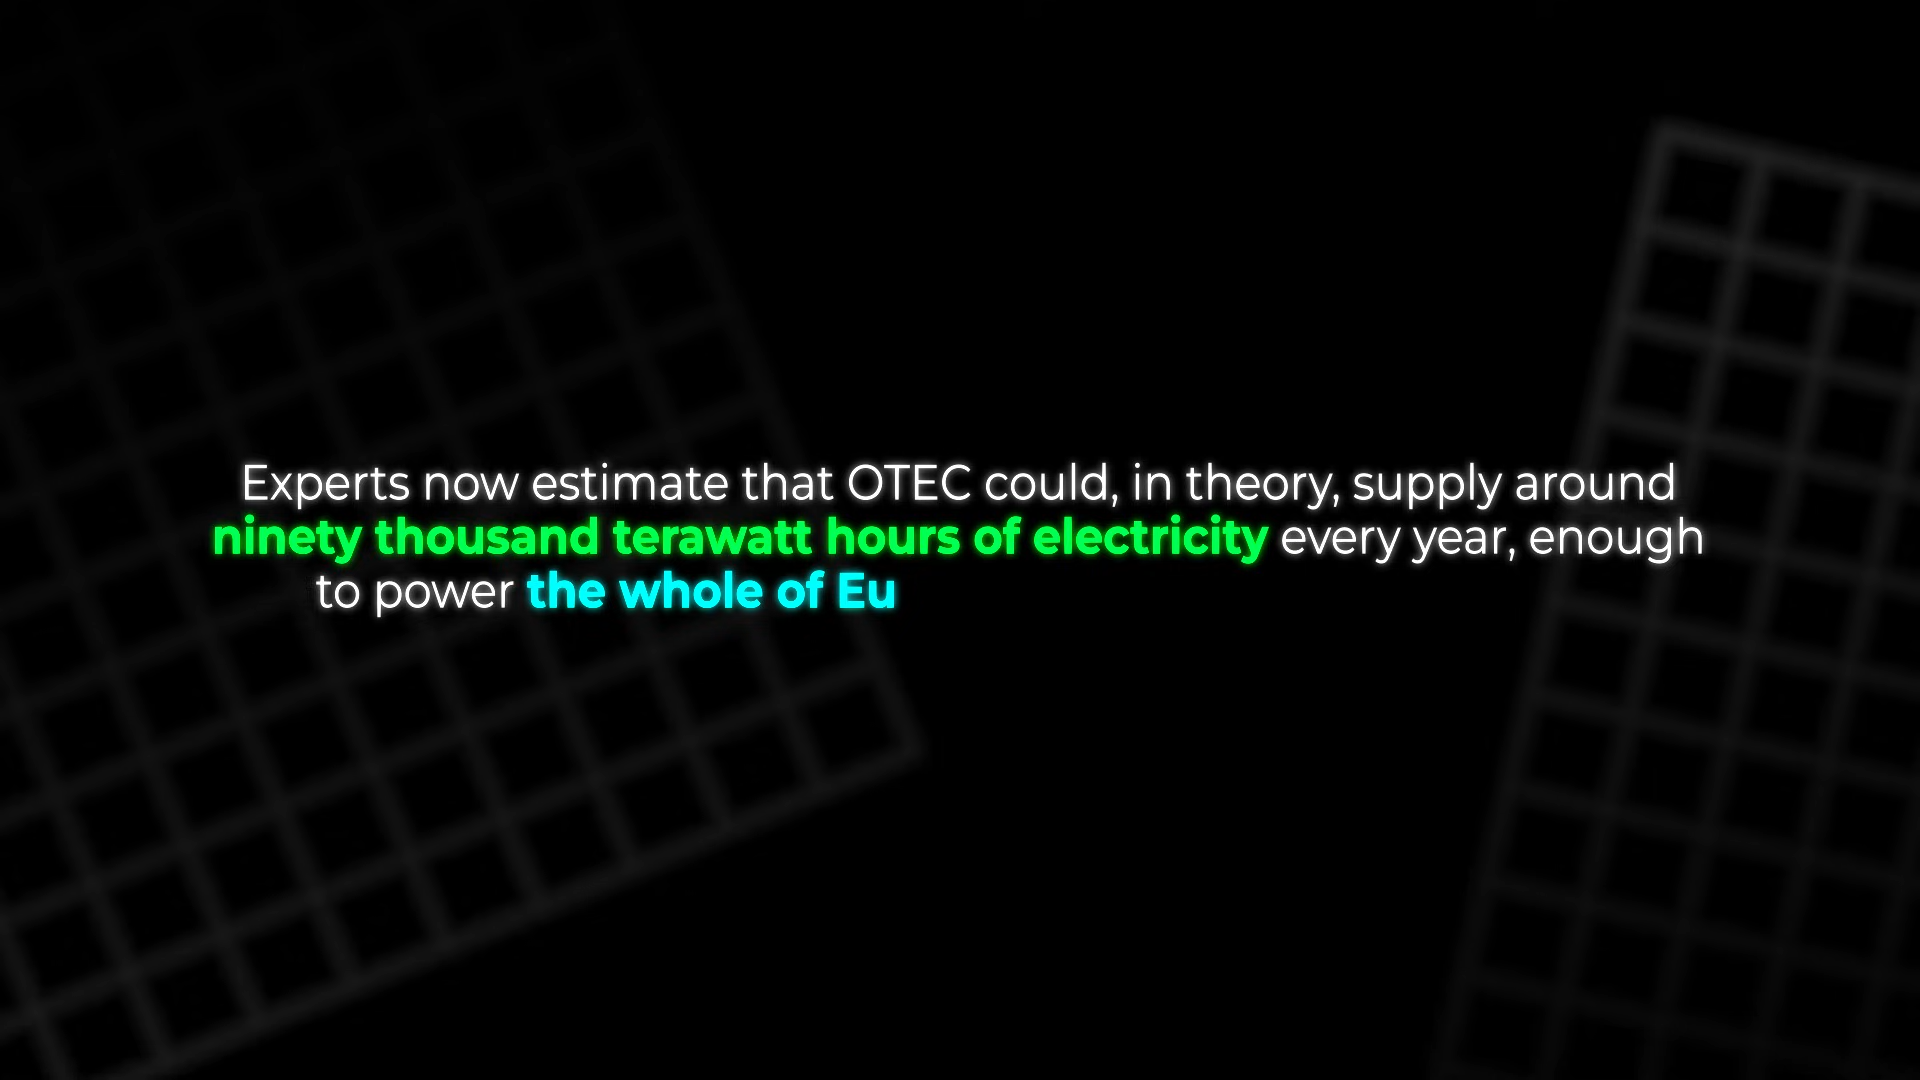 Experts now estimate that OTEC could, in theory, supply around
ninety thousand terawatt hours of electricity every year, enough
to power the whole of Eu